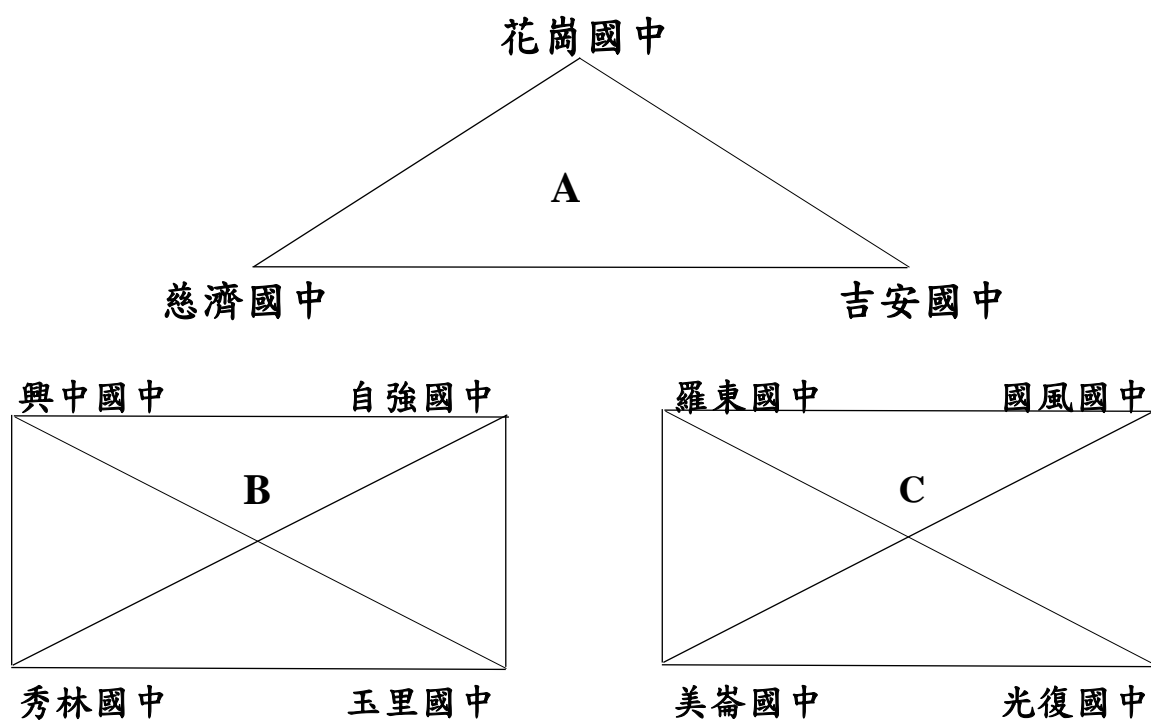 花崗國中
A
慈濟國中 吉安國中
興中國中 自強國中 羅東國中 國風國中
B C
秀林國中 玉里國中 美崙國中 光復國中